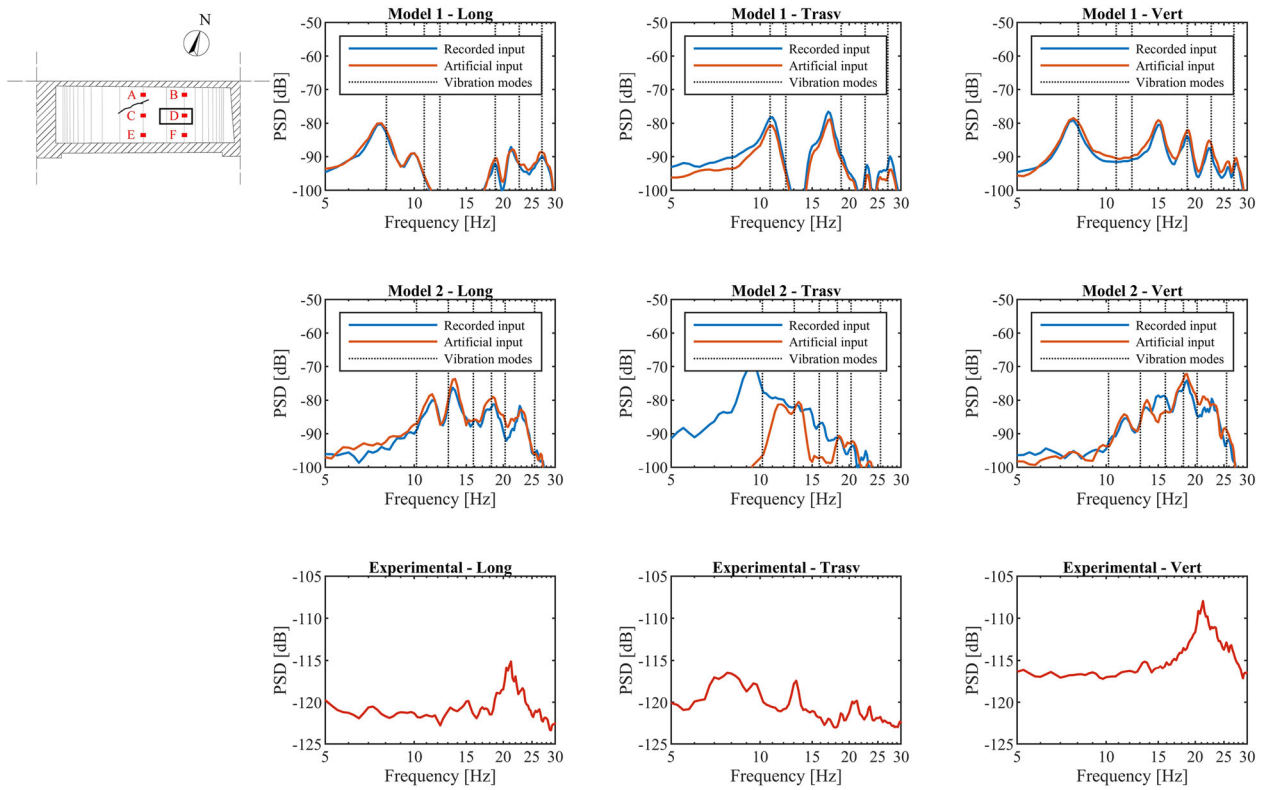 N
A B
C D
E F
Model 1 - Long
-50
-60
-70
-80
-90
-100
PSD [dB]
Recorded input
Artificial input
Vibration modes
5 10 15 20 25 30
Frequency [Hz]
Model 1 - Trasv
-50
-60
-70
-80
-90
-100
PSD [dB]
Recorded input
Artificial input
Vibration modes
5 10 15 20 25 30
Frequency [Hz]
Model 1 - Vert
-50
-60
-70
-80
-90
-100
PSD [dB]
Recorded input
Artificial input
Vibration modes
5 10 15 20 25 30
Frequency [Hz]
Model 2 - Long
-50
-60
-70
-80
-90
-100
PSD [dB]
Recorded input
Artificial input
Vibration modes
5 10 15 20 25 30
Frequency [Hz]
Model 2 - Trasv
-50
-60
-70
-80
-90
-100
PSD [dB]
Recorded input
Artificial input
Vibration modes
5 10 15 20 25 30
Frequency [Hz]
Model 2 - Vert
-50
-60
-70
-80
-90
-100
PSD [dB]
Recorded input
Artificial input
Vibration modes
5 10 15 20 25 30
Frequency [Hz]
Experimental - Long
-105
-110
-115
-120
-125
PSD [dB]
5 10 15 20 25 30
Frequency [Hz]
Experimental - Trasv
-105
-110
-115
-120
-125
PSD [dB]
5 10 15 20 25 30
Frequency [Hz]
Experimental - Vert
-105
-110
-115
-120
-125
PSD [dB]
5 10 15 20 25 30
Frequency [Hz]